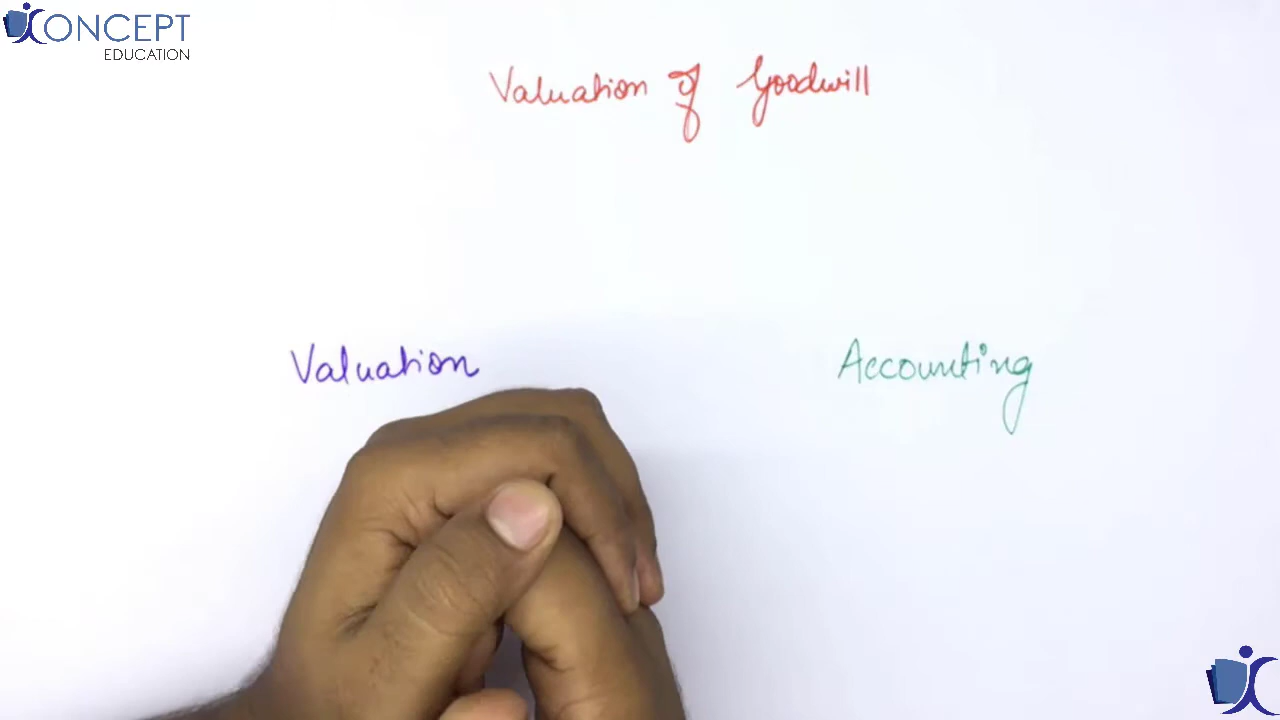 CONCEPT
EDUCATION
Valuation of Goodwill
Valuation
Accounting